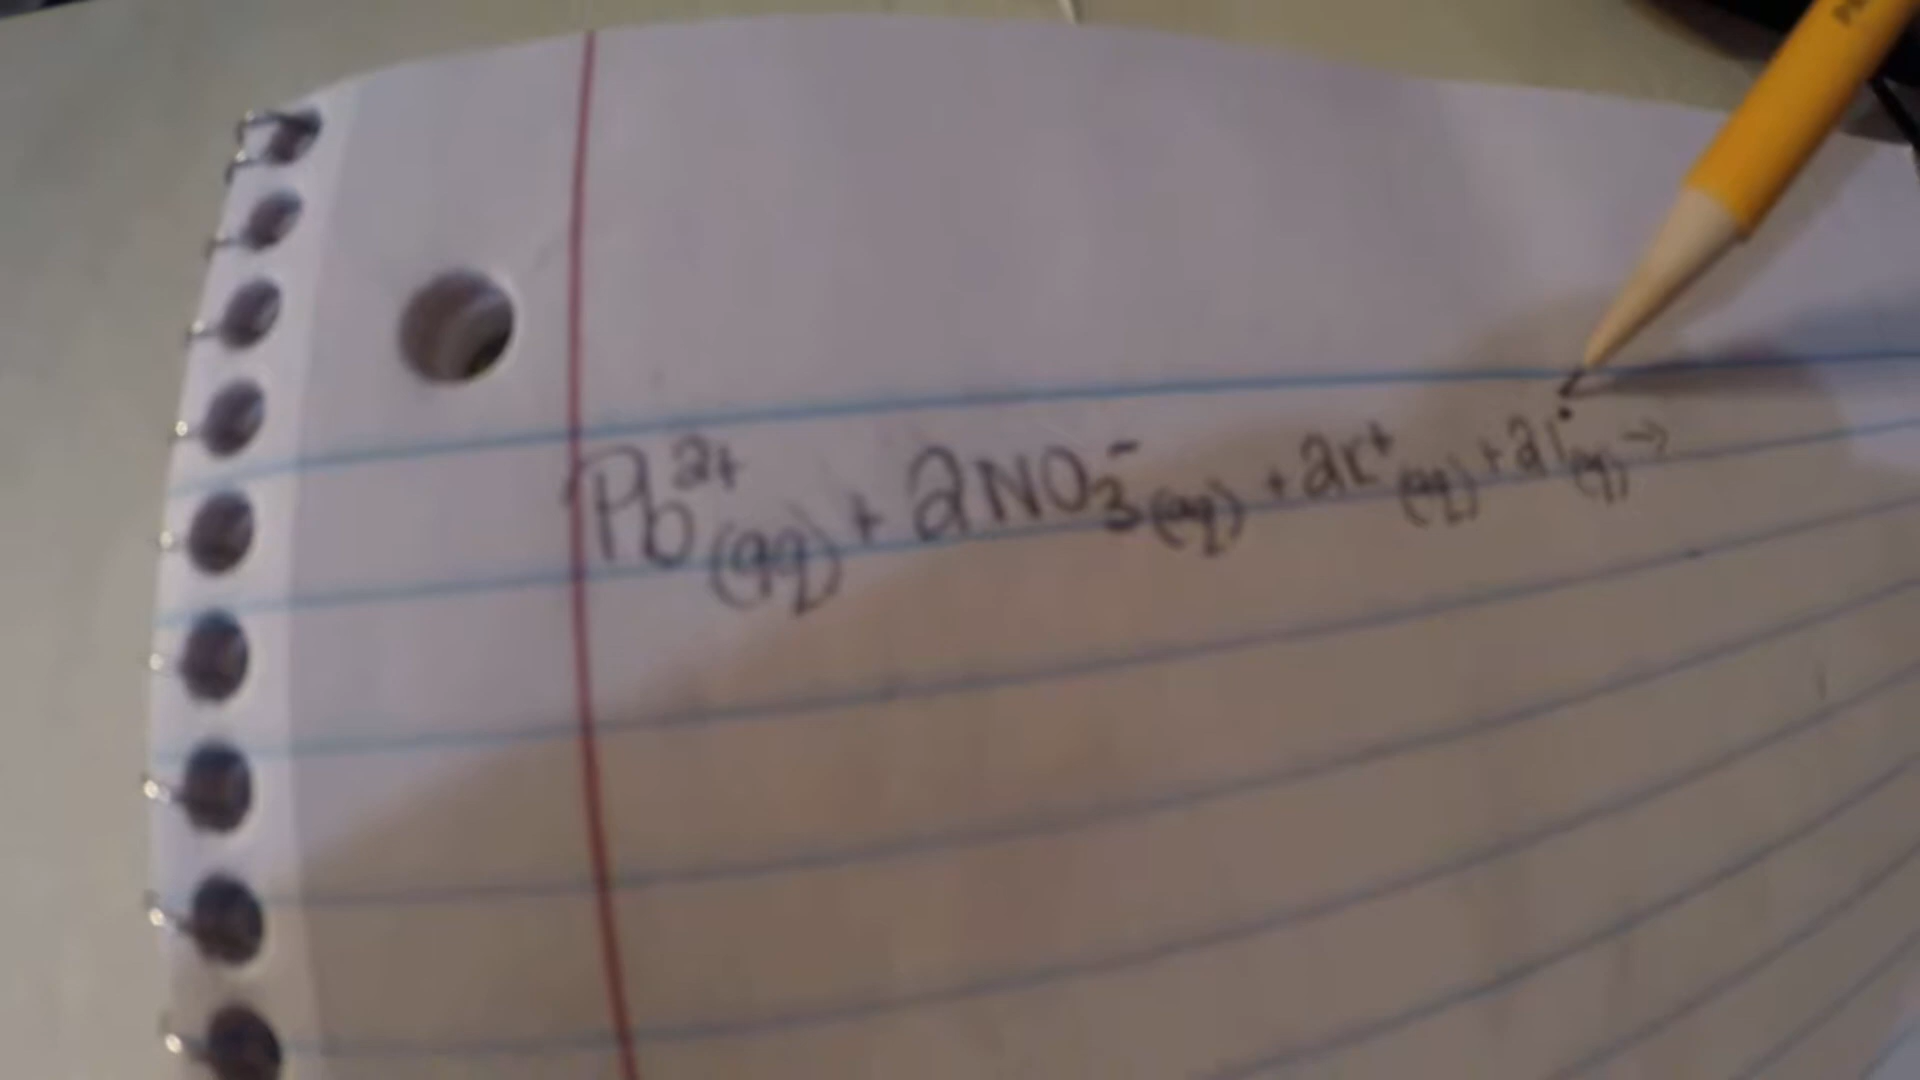 Pb²⁺(aq) + 2NO₃⁻(aq) + 2K⁺(aq) + 2I⁻(aq) →